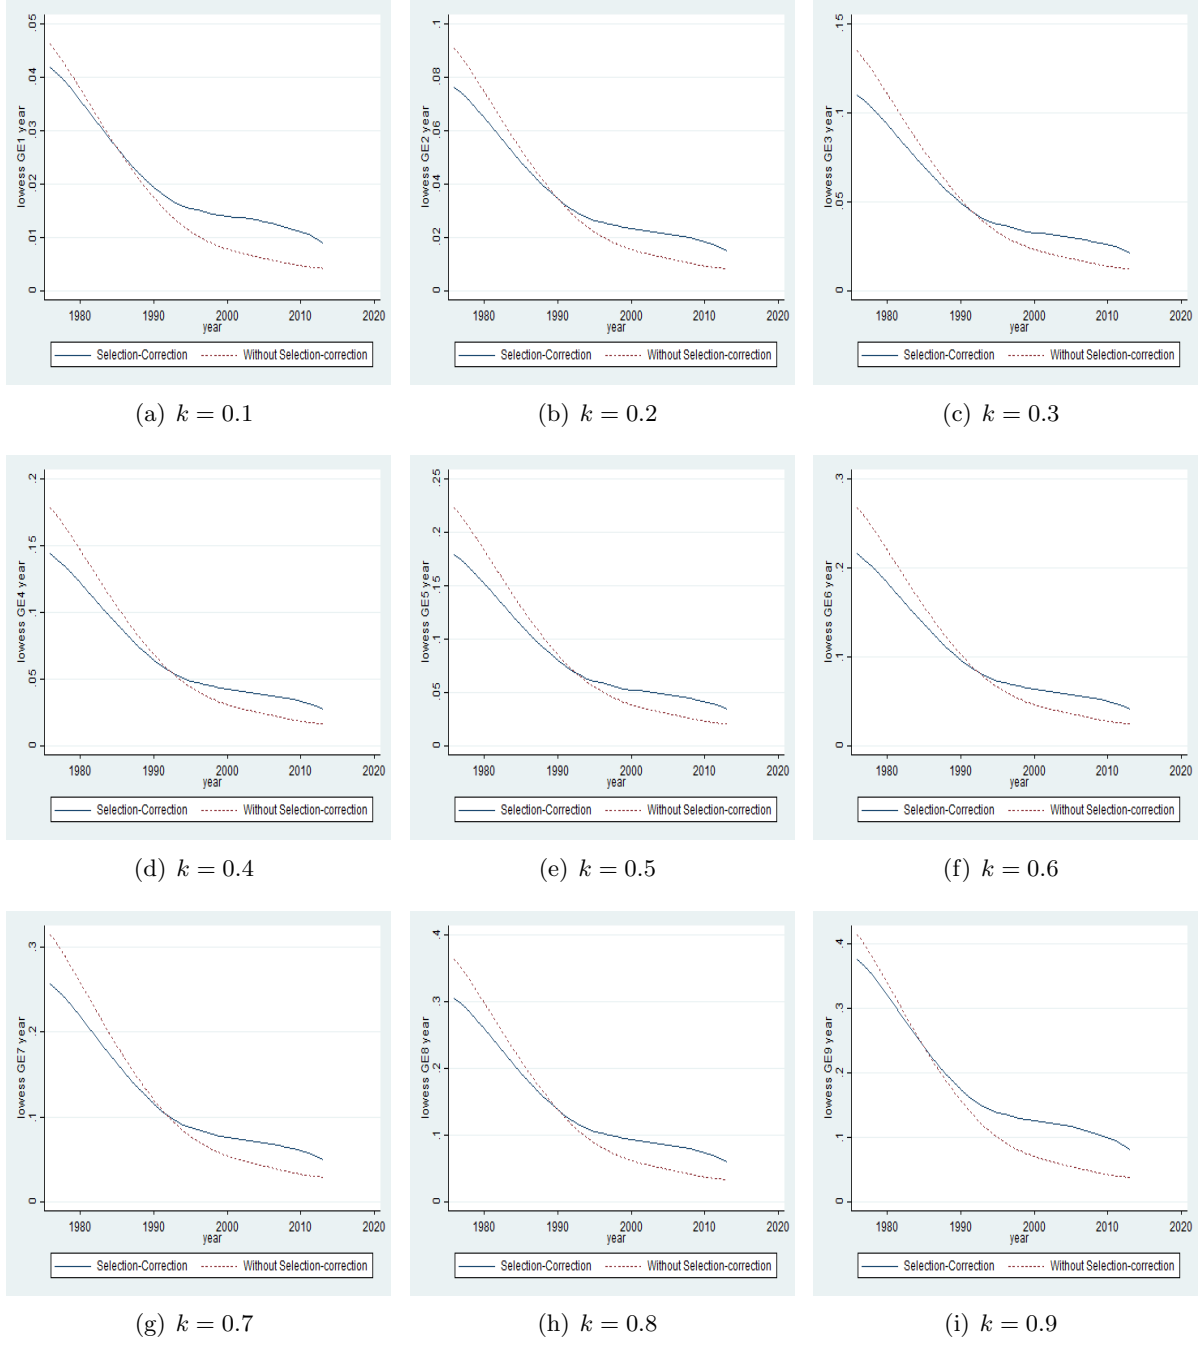 lowess GE1 year
.05
.04
.03
.02
.01
0
1980 1990 2000 2010 2020
year
Selection-Correction Without Selection-correction
(a) k = 0.1
lowess GE2 year
.1
.08
.06
.04
.02
0
1980 1990 2000 2010 2020
year
Selection-Correction Without Selection-correction
(b) k = 0.2
lowess GE3 year
.15
.1
.05
0
1980 1990 2000 2010 2020
year
Selection-Correction Without Selection-correction
(c) k = 0.3
lowess GE4 year
.2
.15
.1
.05
0
1980 1990 2000 2010 2020
year
Selection-Correction Without Selection-correction
(d) k = 0.4
lowess GE5 year
.25
.2
.15
.1
.05
0
1980 1990 2000 2010 2020
year
Selection-Correction Without Selection-correction
(e) k = 0.5
lowess GE6 year
.3
.2
.1
0
1980 1990 2000 2010 2020
year
Selection-Correction Without Selection-correction
(f) k = 0.6
lowess GE7 year
.3
.2
.1
0
1980 1990 2000 2010 2020
year
Selection-Correction Without Selection-correction
(g) k = 0.7
lowess GE8 year
.4
.3
.2
.1
0
1980 1990 2000 2010 2020
year
Selection-Correction Without Selection-correction
(h) k = 0.8
lowess GE9 year
.4
.3
.2
.1
0
1980 1990 2000 2010 2020
year
Selection-Correction Without Selection-correction
(i) k = 0.9